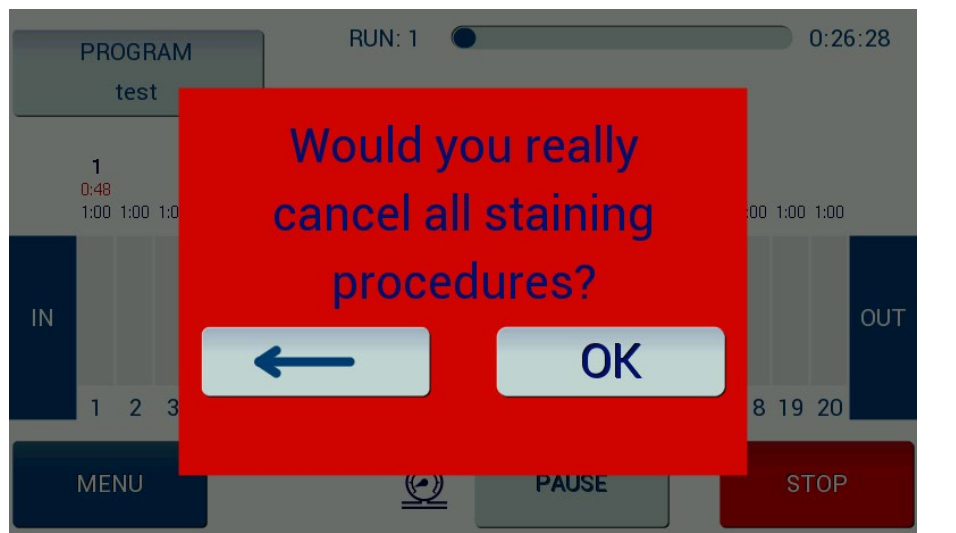 PROGRAM
test
RUN: 1
0:26:28
Would you really
cancel all staining
procedures?
← OK
1
0:48
1:00 1:00 1:0
:00 1:00 1:00
IN
OUT
1 2 3
8 19 20
MENU
PAUSE
STOP